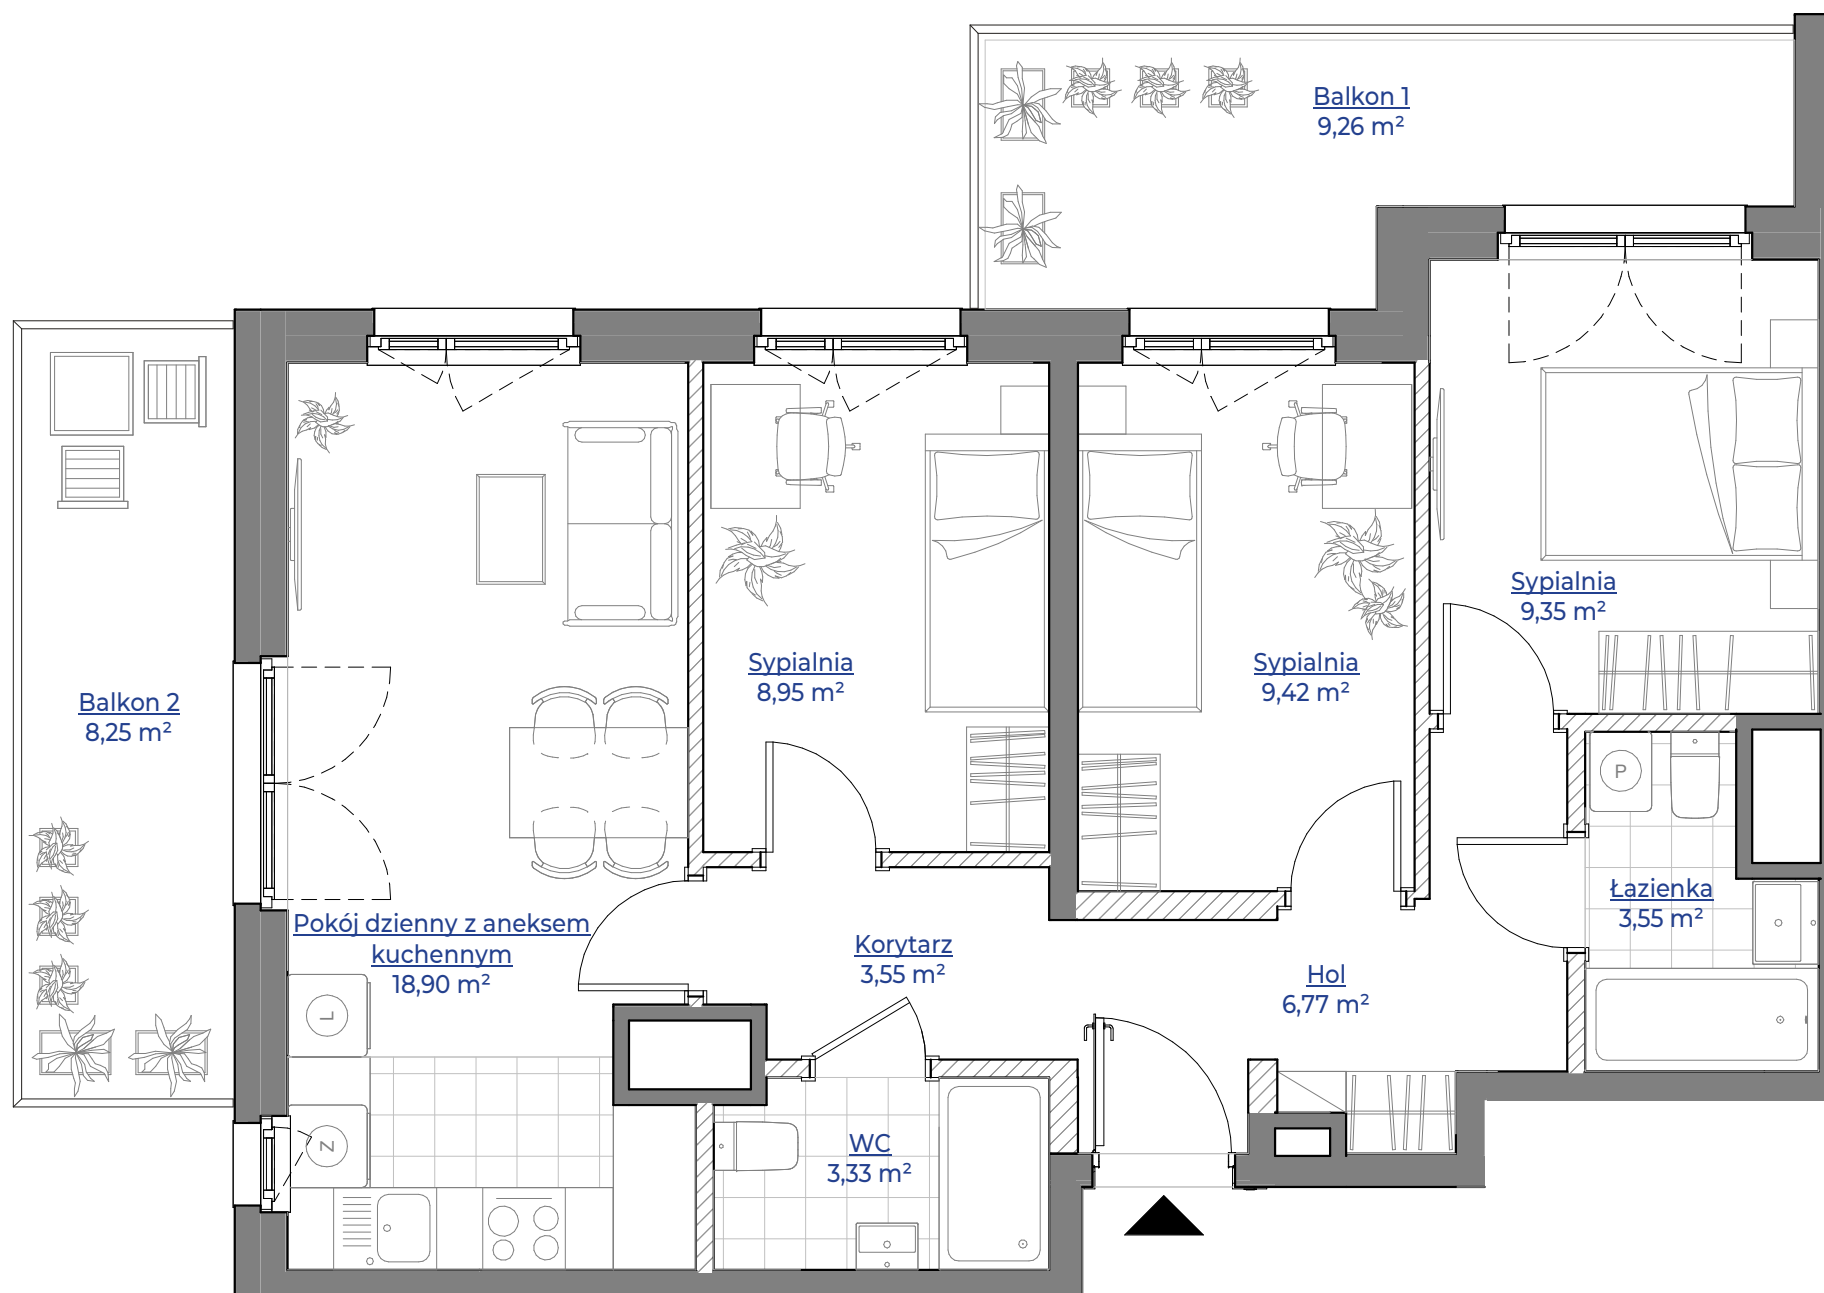 Balkon 1
9,26 m²
Sypialnia
9,35 m²
Sypialnia
8,95 m²
Sypialnia
9,42 m²
Balkon 2
8,25 m²
P
Łazienka
3,55 m²
Pokój dzienny z aneksem
kuchennym
18,90 m²
Korytarz
3,55 m²
Hol
6,77 m²
L
Z
WC
3,33 m²